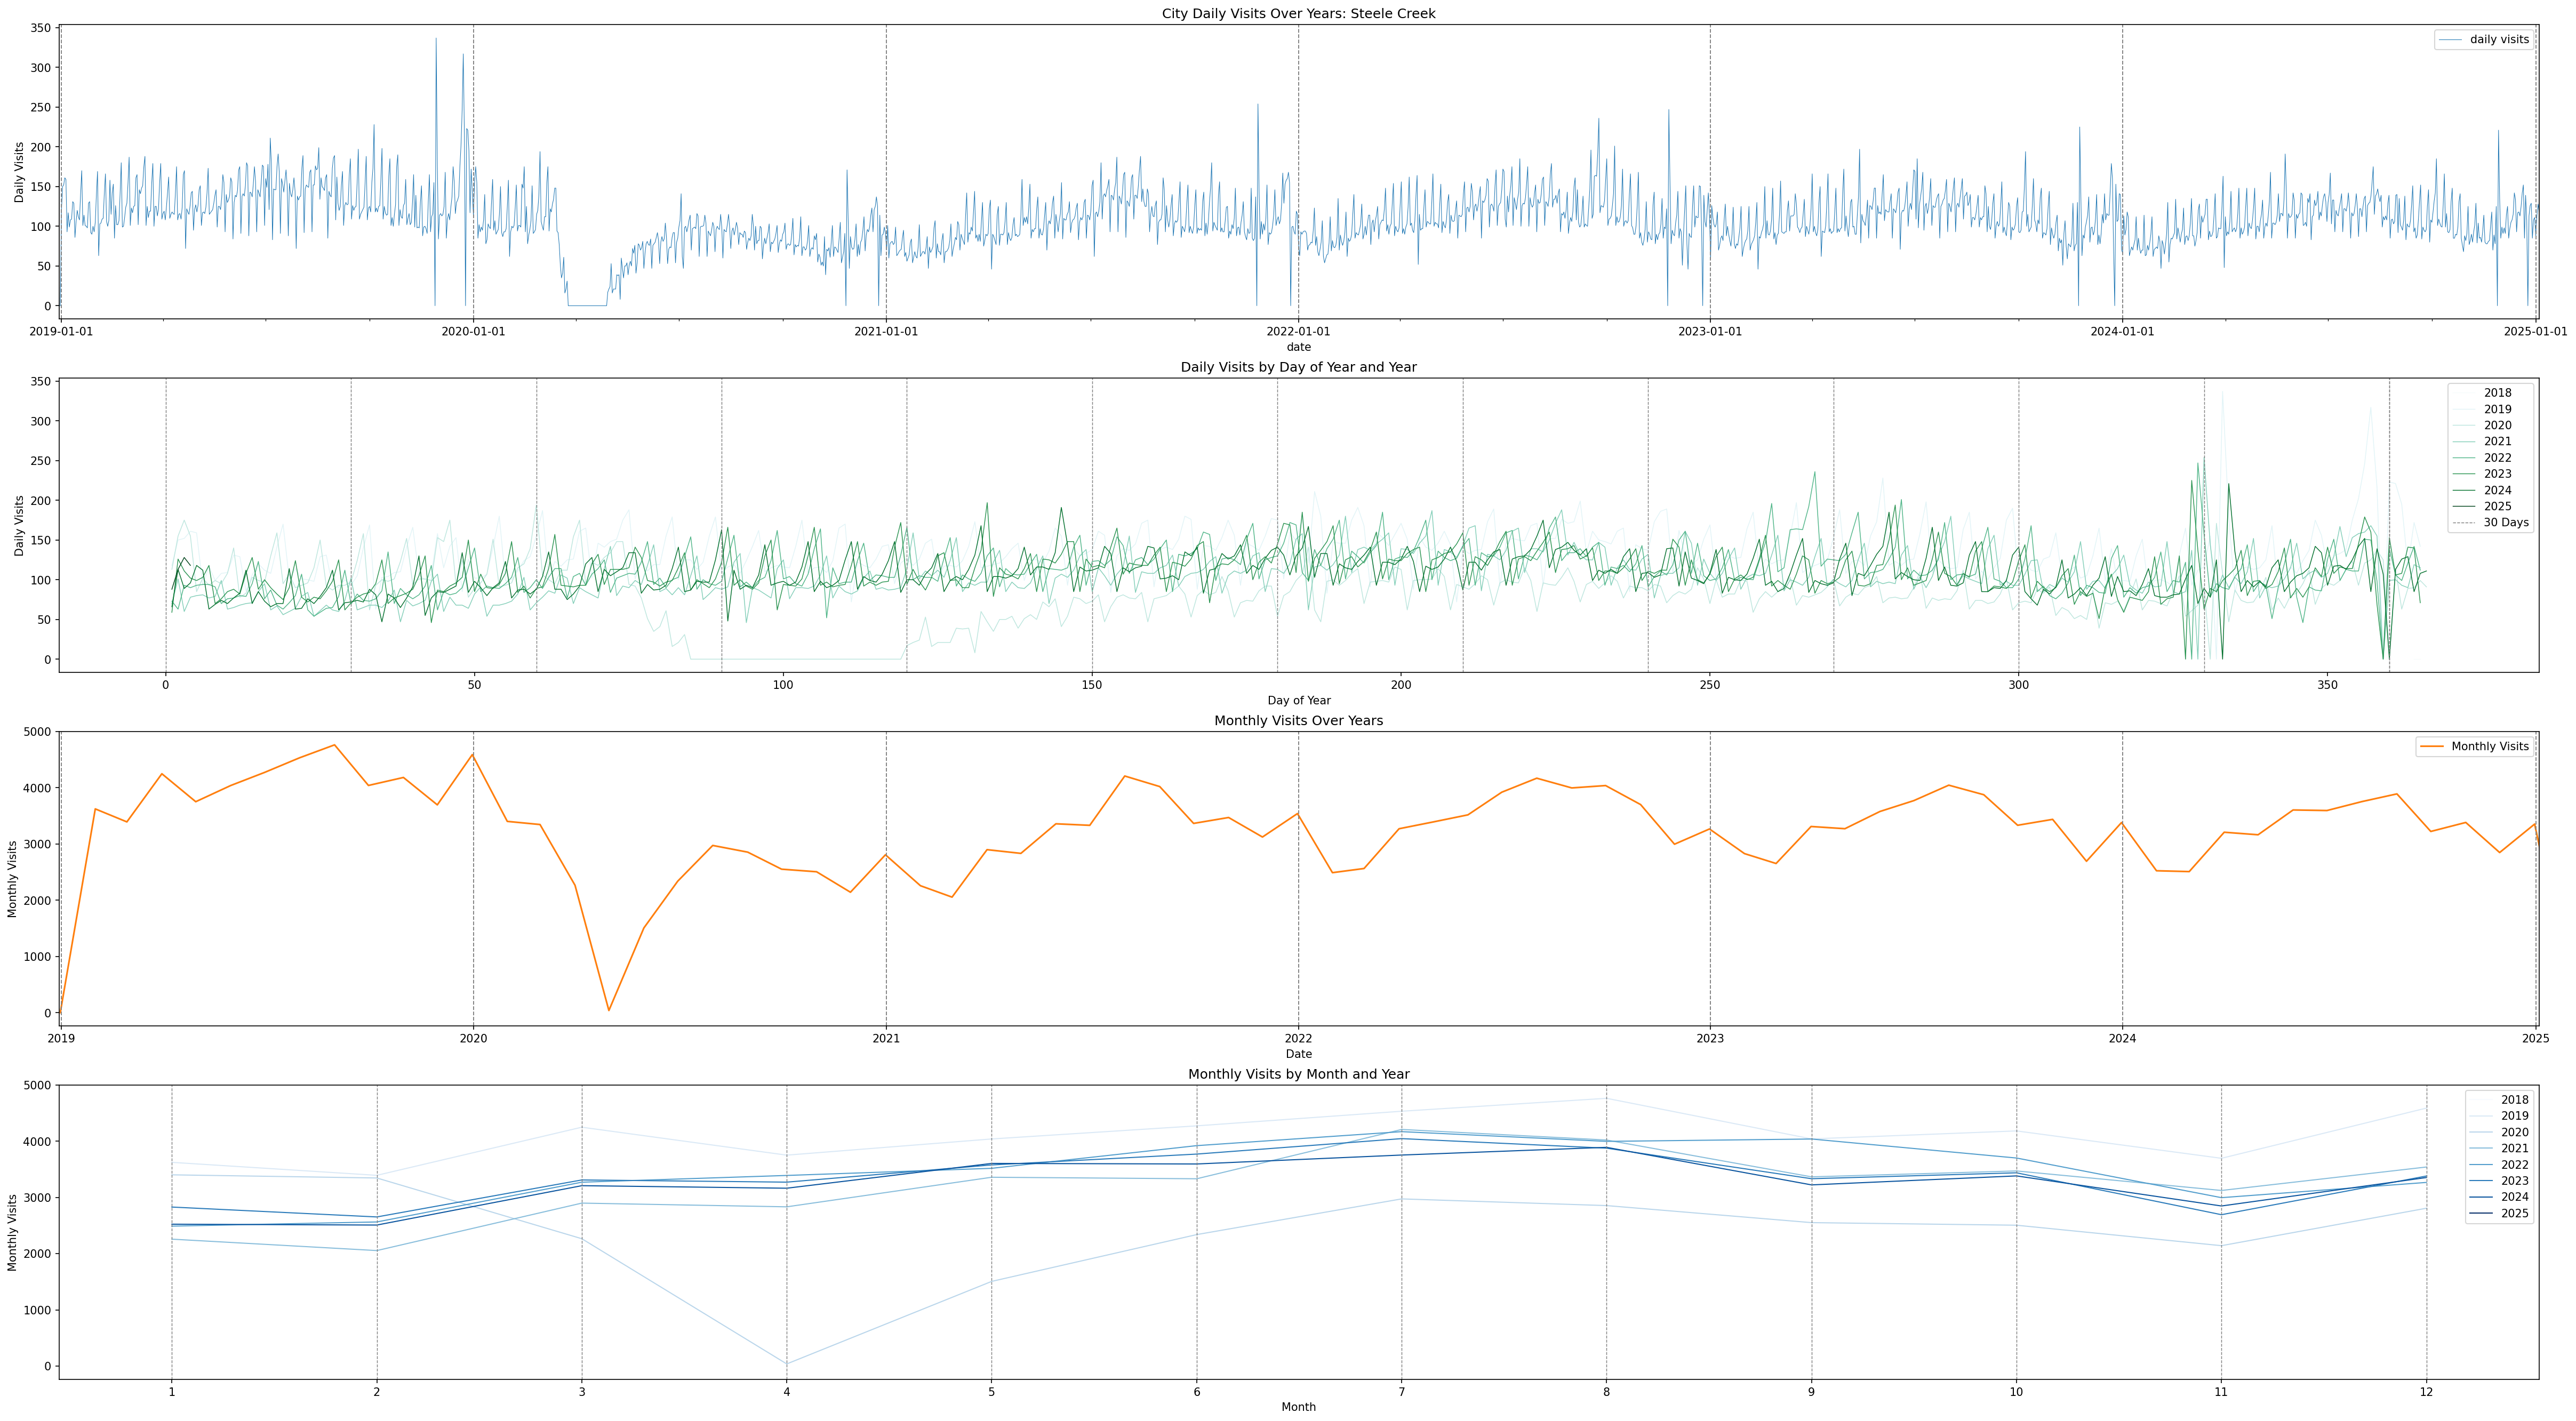 City Daily Visits Over Years: Steele Creek
Daily Visits
350
300
250
200
150
100
50
0
daily visits
2019-01-01 2020-01-01 2021-01-01 2022-01-01 2023-01-01 2024-01-01 2025-01-01
date
Daily Visits by Day of Year and Year
Daily Visits
350
300
250
200
150
100
50
0
2018
2019
2020
2021
2022
2023
2024
2025
30 Days
0 50 100 150 200 250 300 350
Day of Year
Monthly Visits Over Years
Monthly Visits
5000
4000
3000
2000
1000
0
Monthly Visits
2019 2020 2021 2022 2023 2024 2025
Date
Monthly Visits by Month and Year
Monthly Visits
5000
4000
3000
2000
1000
0
2018
2019
2020
2021
2022
2023
2024
2025
1 2 3 4 5 6 7 8 9 10 11 12
Month